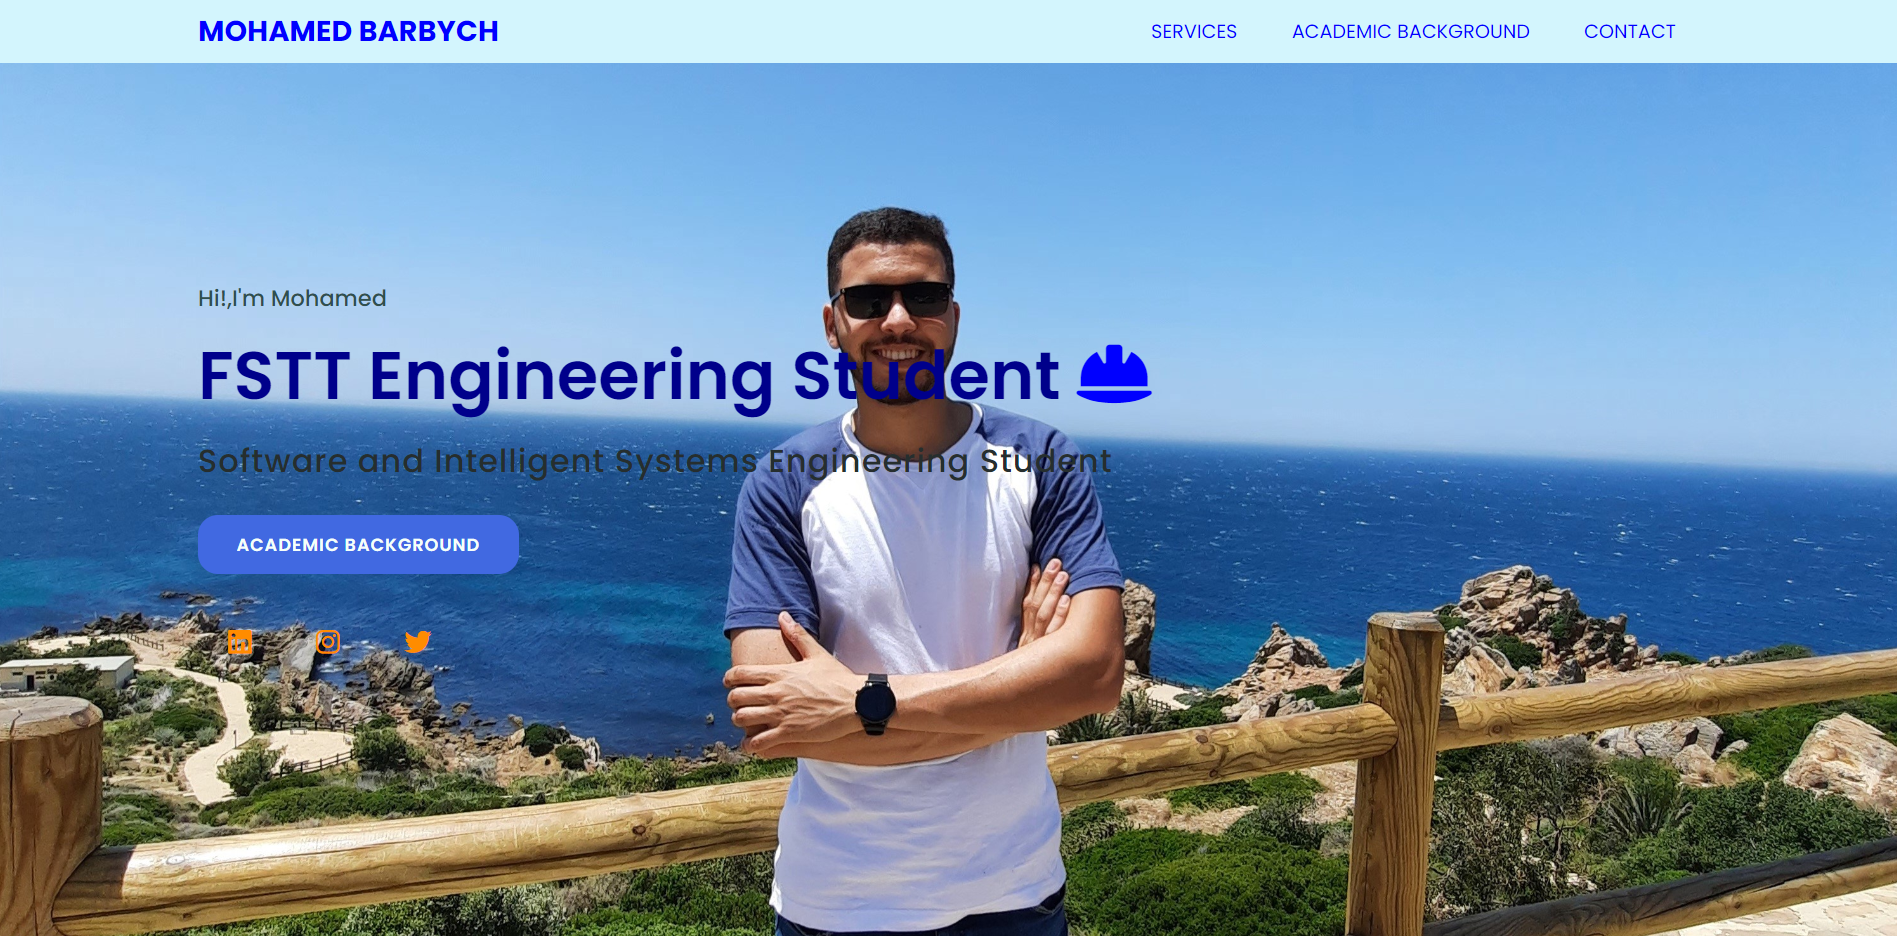 MOHAMED BARBYCH
SERVICES ACADEMIC BACKGROUND CONTACT
Hi!,I'm Mohamed
FSTT Engineering Student
Software and Intelligent Systems Engineering Student
ACADEMIC BACKGROUND
in